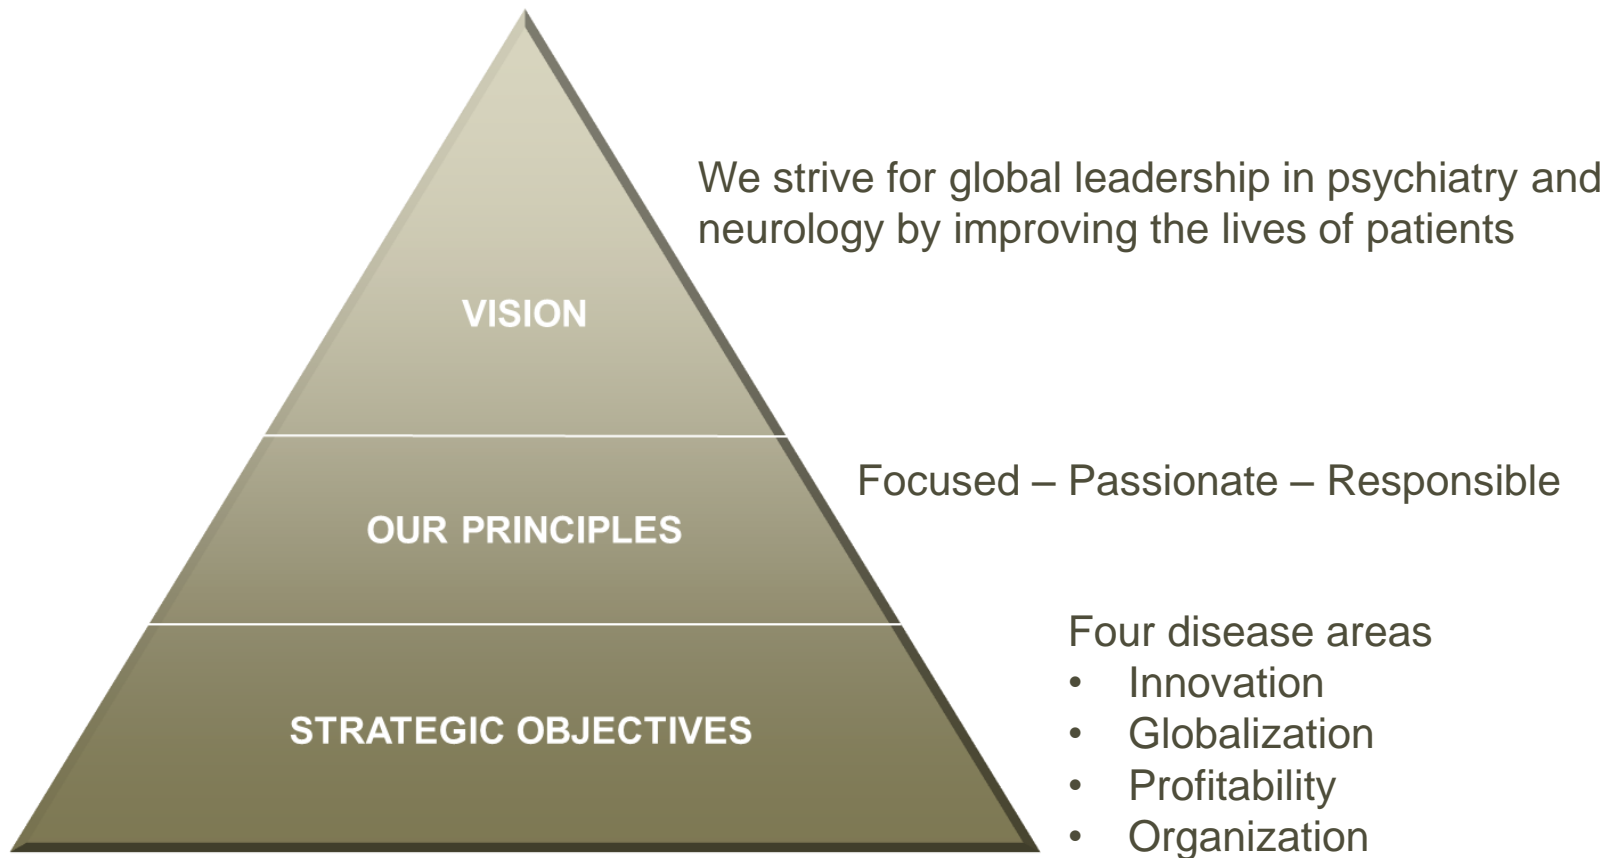 We strive for global leadership in psychiatry and
neurology by improving the lives of patients
VISION
Focused – Passionate – Responsible
OUR PRINCIPLES
Four disease areas
• Innovation
• Globalization
• Profitability
• Organization
STRATEGIC OBJECTIVES